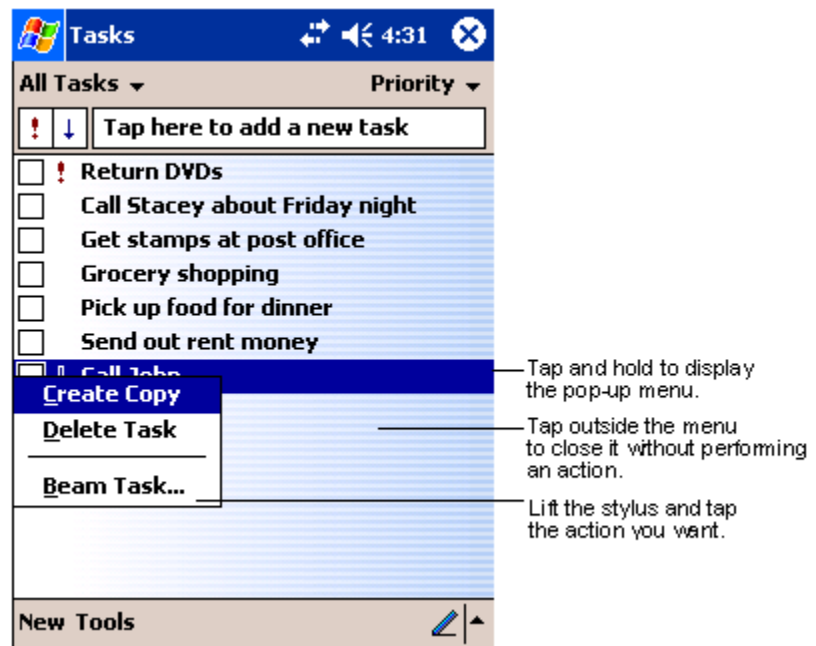 Tasks 4:31
All Tasks Priority
Tap here to add a new task
Return DVDs
Call Stacey about Friday night
Get stamps at post office
Grocery shopping
Pick up food for dinner
Send out rent money
Call John
Create Copy
Delete Task
Beam Task...
Tap and hold to display
the pop-up menu.
Tap outside the menu
to close it without performing
an action.
Lift the stylus and tap
the action you want.
New Tools